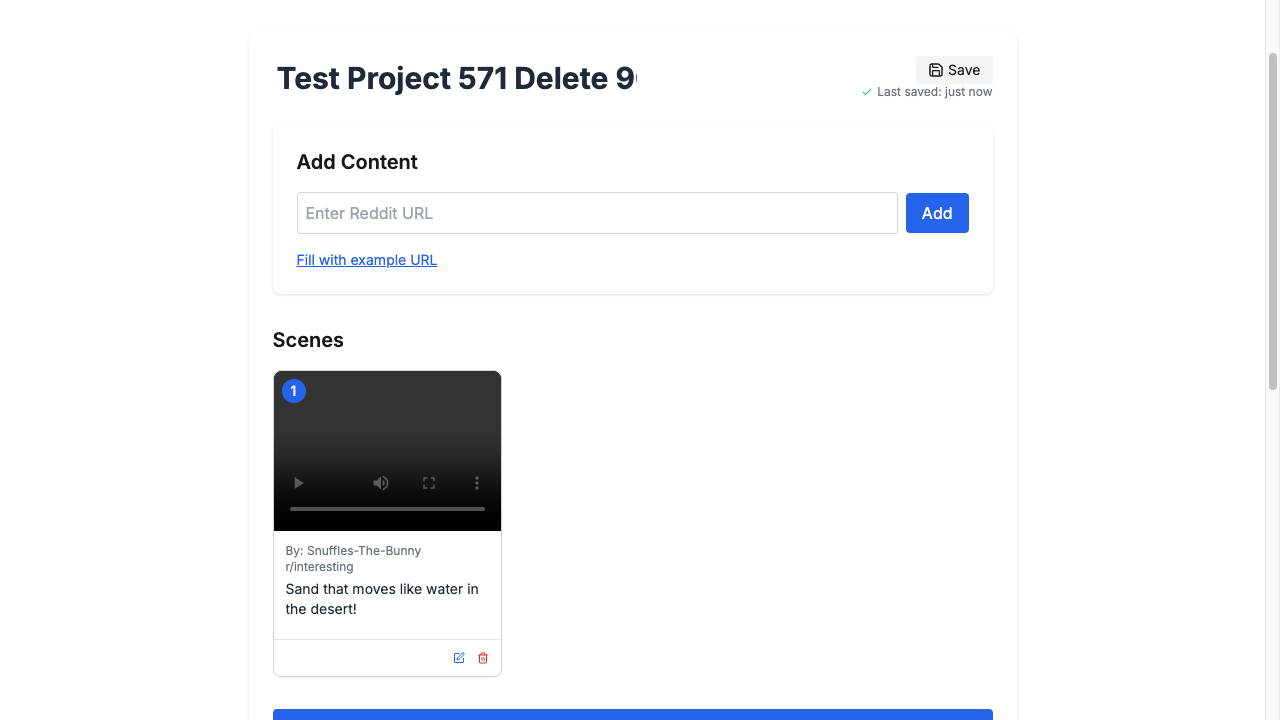 Test Project 571 Delete 9
Save
Last saved: just now
Add Content
Enter Reddit URL
Add
Fill with example URL
Scenes
1
By: Snuffles-The-Bunny
r/interesting
Sand that moves like water in
the desert!